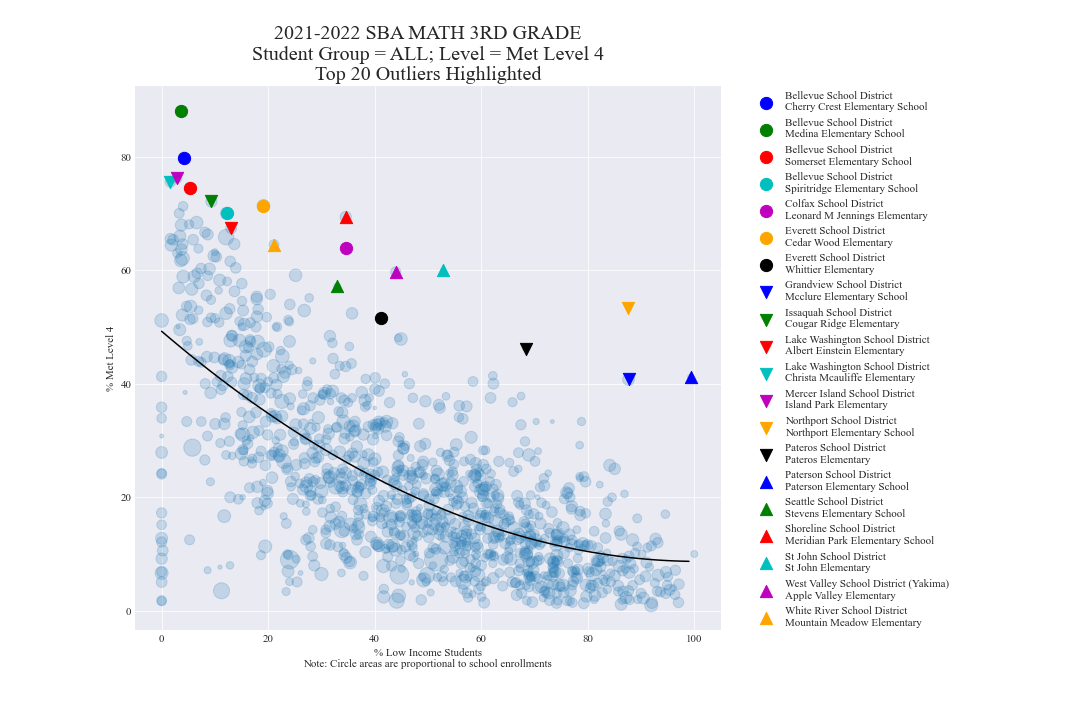 2021-2022 SBA MATH 3RD GRADE
Student Group = ALL; Level = Met Level 4
Top 20 Outliers Highlighted
% Met Level 4
80
60
40
20
0
0 20 40 60 80 100
% Low Income Students
Note: Circle areas are proportional to school enrollments
Bellevue School District
Cherry Crest Elementary School
Bellevue School District
Medina Elementary School
Bellevue School District
Somerset Elementary School
Bellevue School District
Spiritridge Elementary School
Colfax School District
Leonard M Jennings Elementary
Everett School District
Cedar Wood Elementary
Everett School District
Whittier Elementary
Grandview School District
Mcclure Elementary School
Issaquah School District
Cougar Ridge Elementary
Lake Washington School District
Albert Einstein Elementary
Lake Washington School District
Christa Mcauliffe Elementary
Mercer Island School District
Island Park Elementary
Northport School District
Northport Elementary School
Pateros School District
Pateros Elementary
Paterson School District
Paterson Elementary School
Seattle School District
Stevens Elementary School
Shoreline School District
Meridian Park Elementary School
St John School District
St John Elementary
West Valley School District (Yakima)
Apple Valley Elementary
White River School District
Mountain Meadow Elementary